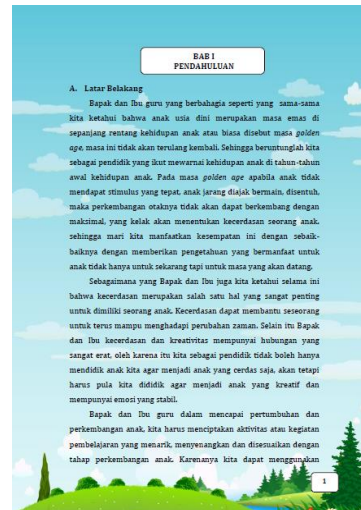 BAB I
PENDAHULUAN
A. Latar Belakang
Bapak dan Ibu guru yang berbahagia seperti yang sama-sama
kita ketahui bahwa anak usia dini merupakan masa emas di
sepanjang rentang kehidupan anak atau biasa disebut masa golden
age, masa ini tidak akan terulang kembali. Sehingga beruntunglah kita
sebagai pendidik yang ikut mewarnai kehidupan anak di tahun-tahun
awal kehidupan anak. Pada masa golden age apabila anak tidak
mendapat stimulus yang tepat, anak jarang diajak bermain, disentuh,
maka perkembangan otaknya tidak akan dapat berkembang dengan
maksimal, yang kelak akan menentukan kecerdasan seorang anak.
sehingga mari kita manfaatkan kesempatan ini dengan sebaik-
baiknya dengan memberikan pengetahuan yang bermanfaat untuk
anak tidak hanya untuk sekarang tapi untuk masa yang akan datang.
Sebagaimana yang Bapak dan Ibu juga kita ketahui selama ini
bahwa kecerdasan merupakan salah satu hal yang sangat penting
untuk dimiliki seorang anak. Kecerdasan dapat membantu seseorang
untuk terus mampu menghadapi perubahan zaman. Selain itu Bapak
dan Ibu kecerdasan dan kreativitas mempunyai hubungan yang
sangat erat, oleh karena itu kita sebagai pendidik tidak boleh hanya
mendidik anak kita agar menjadi anak yang cerdas saja, akan tetapi
harus pula kita dididik agar menjadi anak yang kreatif dan
mempunyai emosi yang stabil.
Bapak dan Ibu guru dalam mencapai pertumbuhan dan
perkembangan anak, kita harus menciptakan aktivitas atau kegiatan
pembelajaran yang menarik, menyenangkan dan disesuaikan dengan
tahap perkembangan anak. Karenanya kita dapat menggunakan
1